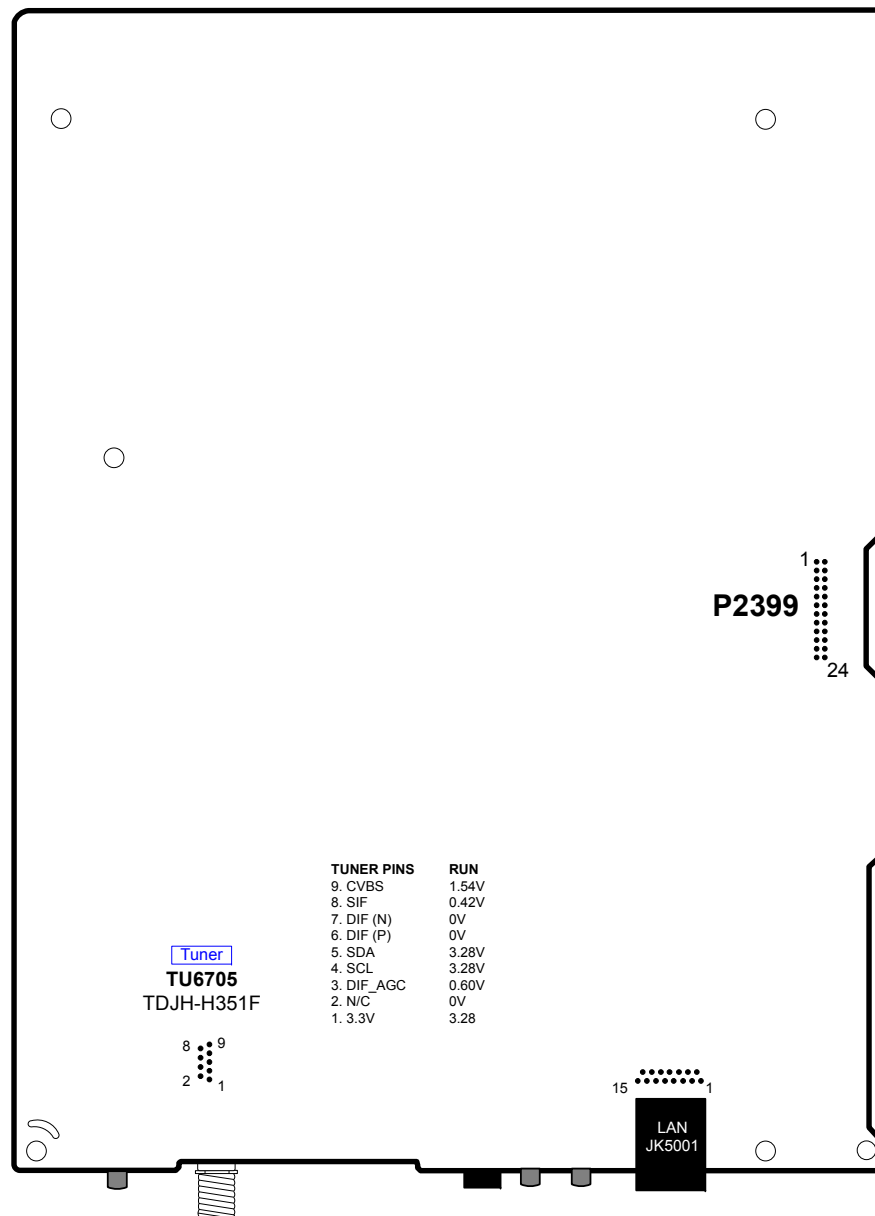 1
P2399
24
TUNER PINS RUN
9. CVBS 1.54V
8. SIF 0.42V
7. DIF (N) 0V
6. DIF (P) 0V
5. SDA 3.28V
4. SCL 3.28V
3. DIF_AGC 0.60V
2. N/C 0V
1. 3.3V 3.28
Tuner
TU6705
TDJH-H351F
8 9
2 1
15 1
LAN
JK5001